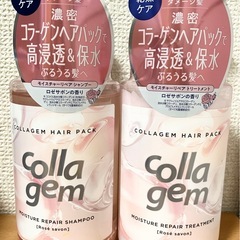 ケア
濃密
コラーゲンヘアパックで
高浸透&保水
ぷるうる髪へ
モイスチャーリペア シャンプー
ロゼサボンの香り
COLLAGEM HAIR PACK
Colla
gem
MOISTURE REPAIR SHAMPOO
[Rosé savon]
ダメージ髪
濃密
コラーゲンヘアパックで
高浸透&保水
ぷるうる髪へ
モイスチャーリペア トリートメント
ロゼサボンの香り
COLLAGEM HAIR PACK
Colla
gem
MOISTURE REPAIR TREATMENT
[Rosé savon]